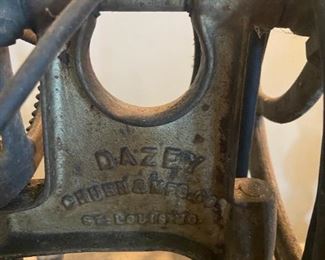 DAZEY
CHURN & MFG. CO.
ST. LOUIS, MO.